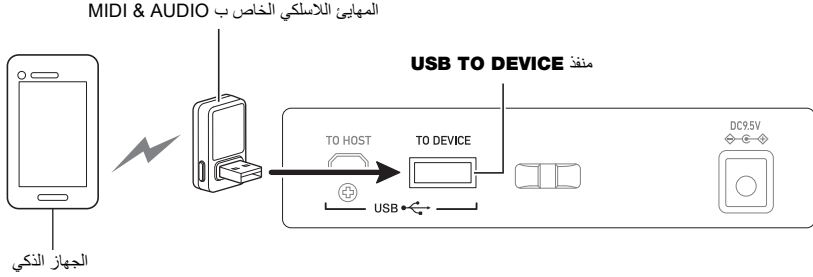 المهايئ اللاسلكي الخاص ب MIDI & AUDIO
منفذ USB TO DEVICE
TO HOST
TO DEVICE
DC9.5V
USB
الجهاز الذكي